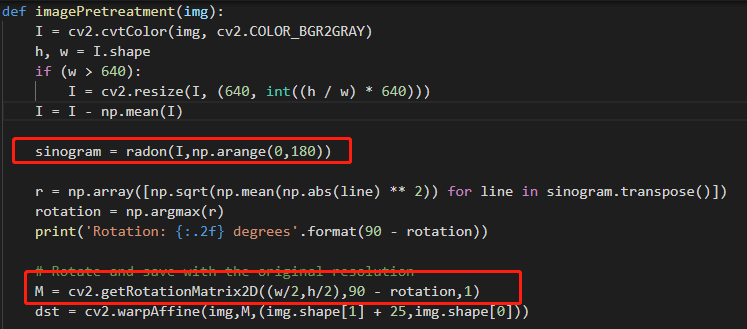 def imagePretreatment(img):
    I = cv2.cvtColor(img, cv2.COLOR_BGR2GRAY)
    h, w = I.shape
    if (w > 640):
        I = cv2.resize(I, (640, int((h / w) * 640)))
    I = I - np.mean(I)
    sinogram = radon(I,np.arange(0,180))
    r = np.array([np.sqrt(np.mean(np.abs(line) ** 2)) for line in sinogram.transpose()])
    rotation = np.argmax(r)
    print('Rotation: {:.2f} degrees'.format(90 - rotation))
    # Rotate and save with the original resolution
    M = cv2.getRotationMatrix2D((w/2,h/2),90 - rotation,1)
    dst = cv2.warpAffine(img,M,(img.shape[1] + 25,img.shape[0]))